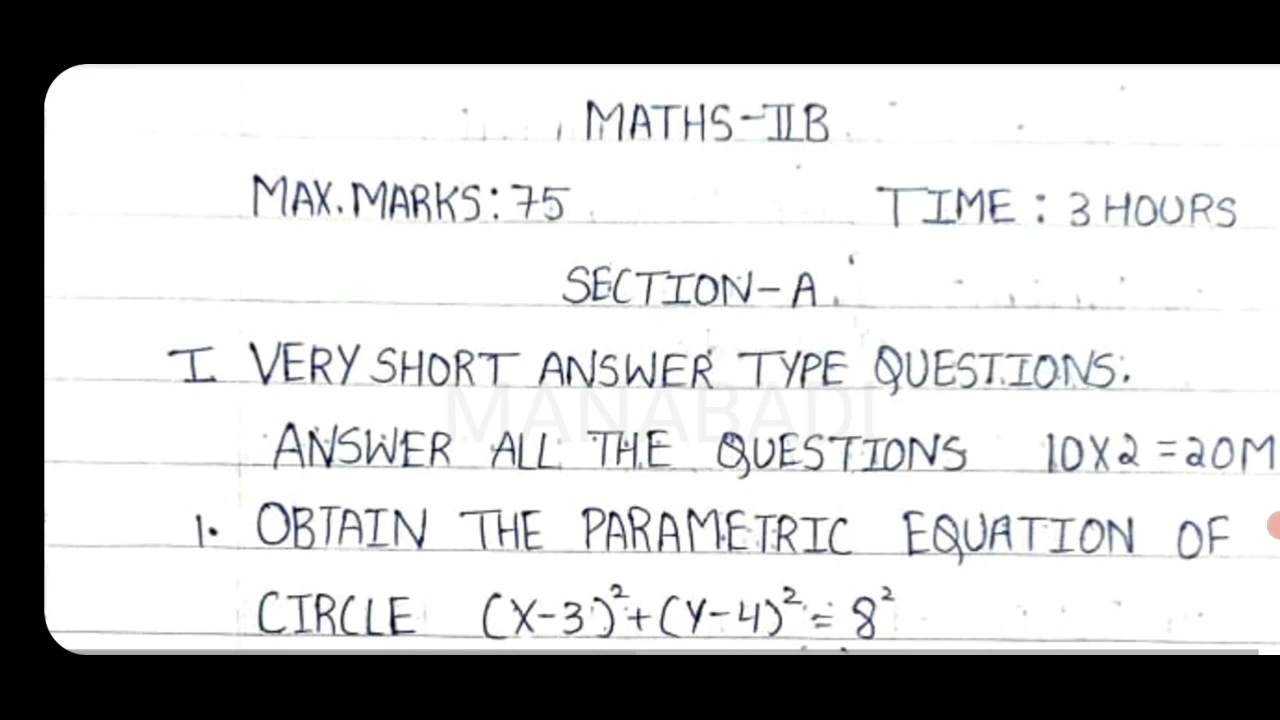 MATHS-IIB
MAX.MARKS:75 TIME: 3 HOURS
SECTION-A.
I VERY SHORT ANSWER TYPE QUESTIONS:
MANABADI
ANSWER ALL THE QUESTIONS 10X2=20M
1. OBTAIN THE PARAMETRIC EQUATION OF
CIRCLE (X-3)²+(Y-4)²=8²